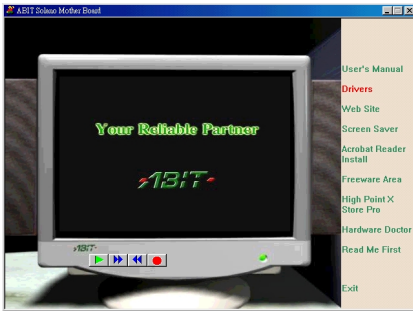 ABIT Solano Mother Board
User's Manual
Drivers
Your Reliable Partner
Web Site
Screen Saver
Acrobat Reader
Install
ABIT
Freeware Area
High Point X
Store Pro
Hardware Doctor
ABIT
Read Me First
Exit